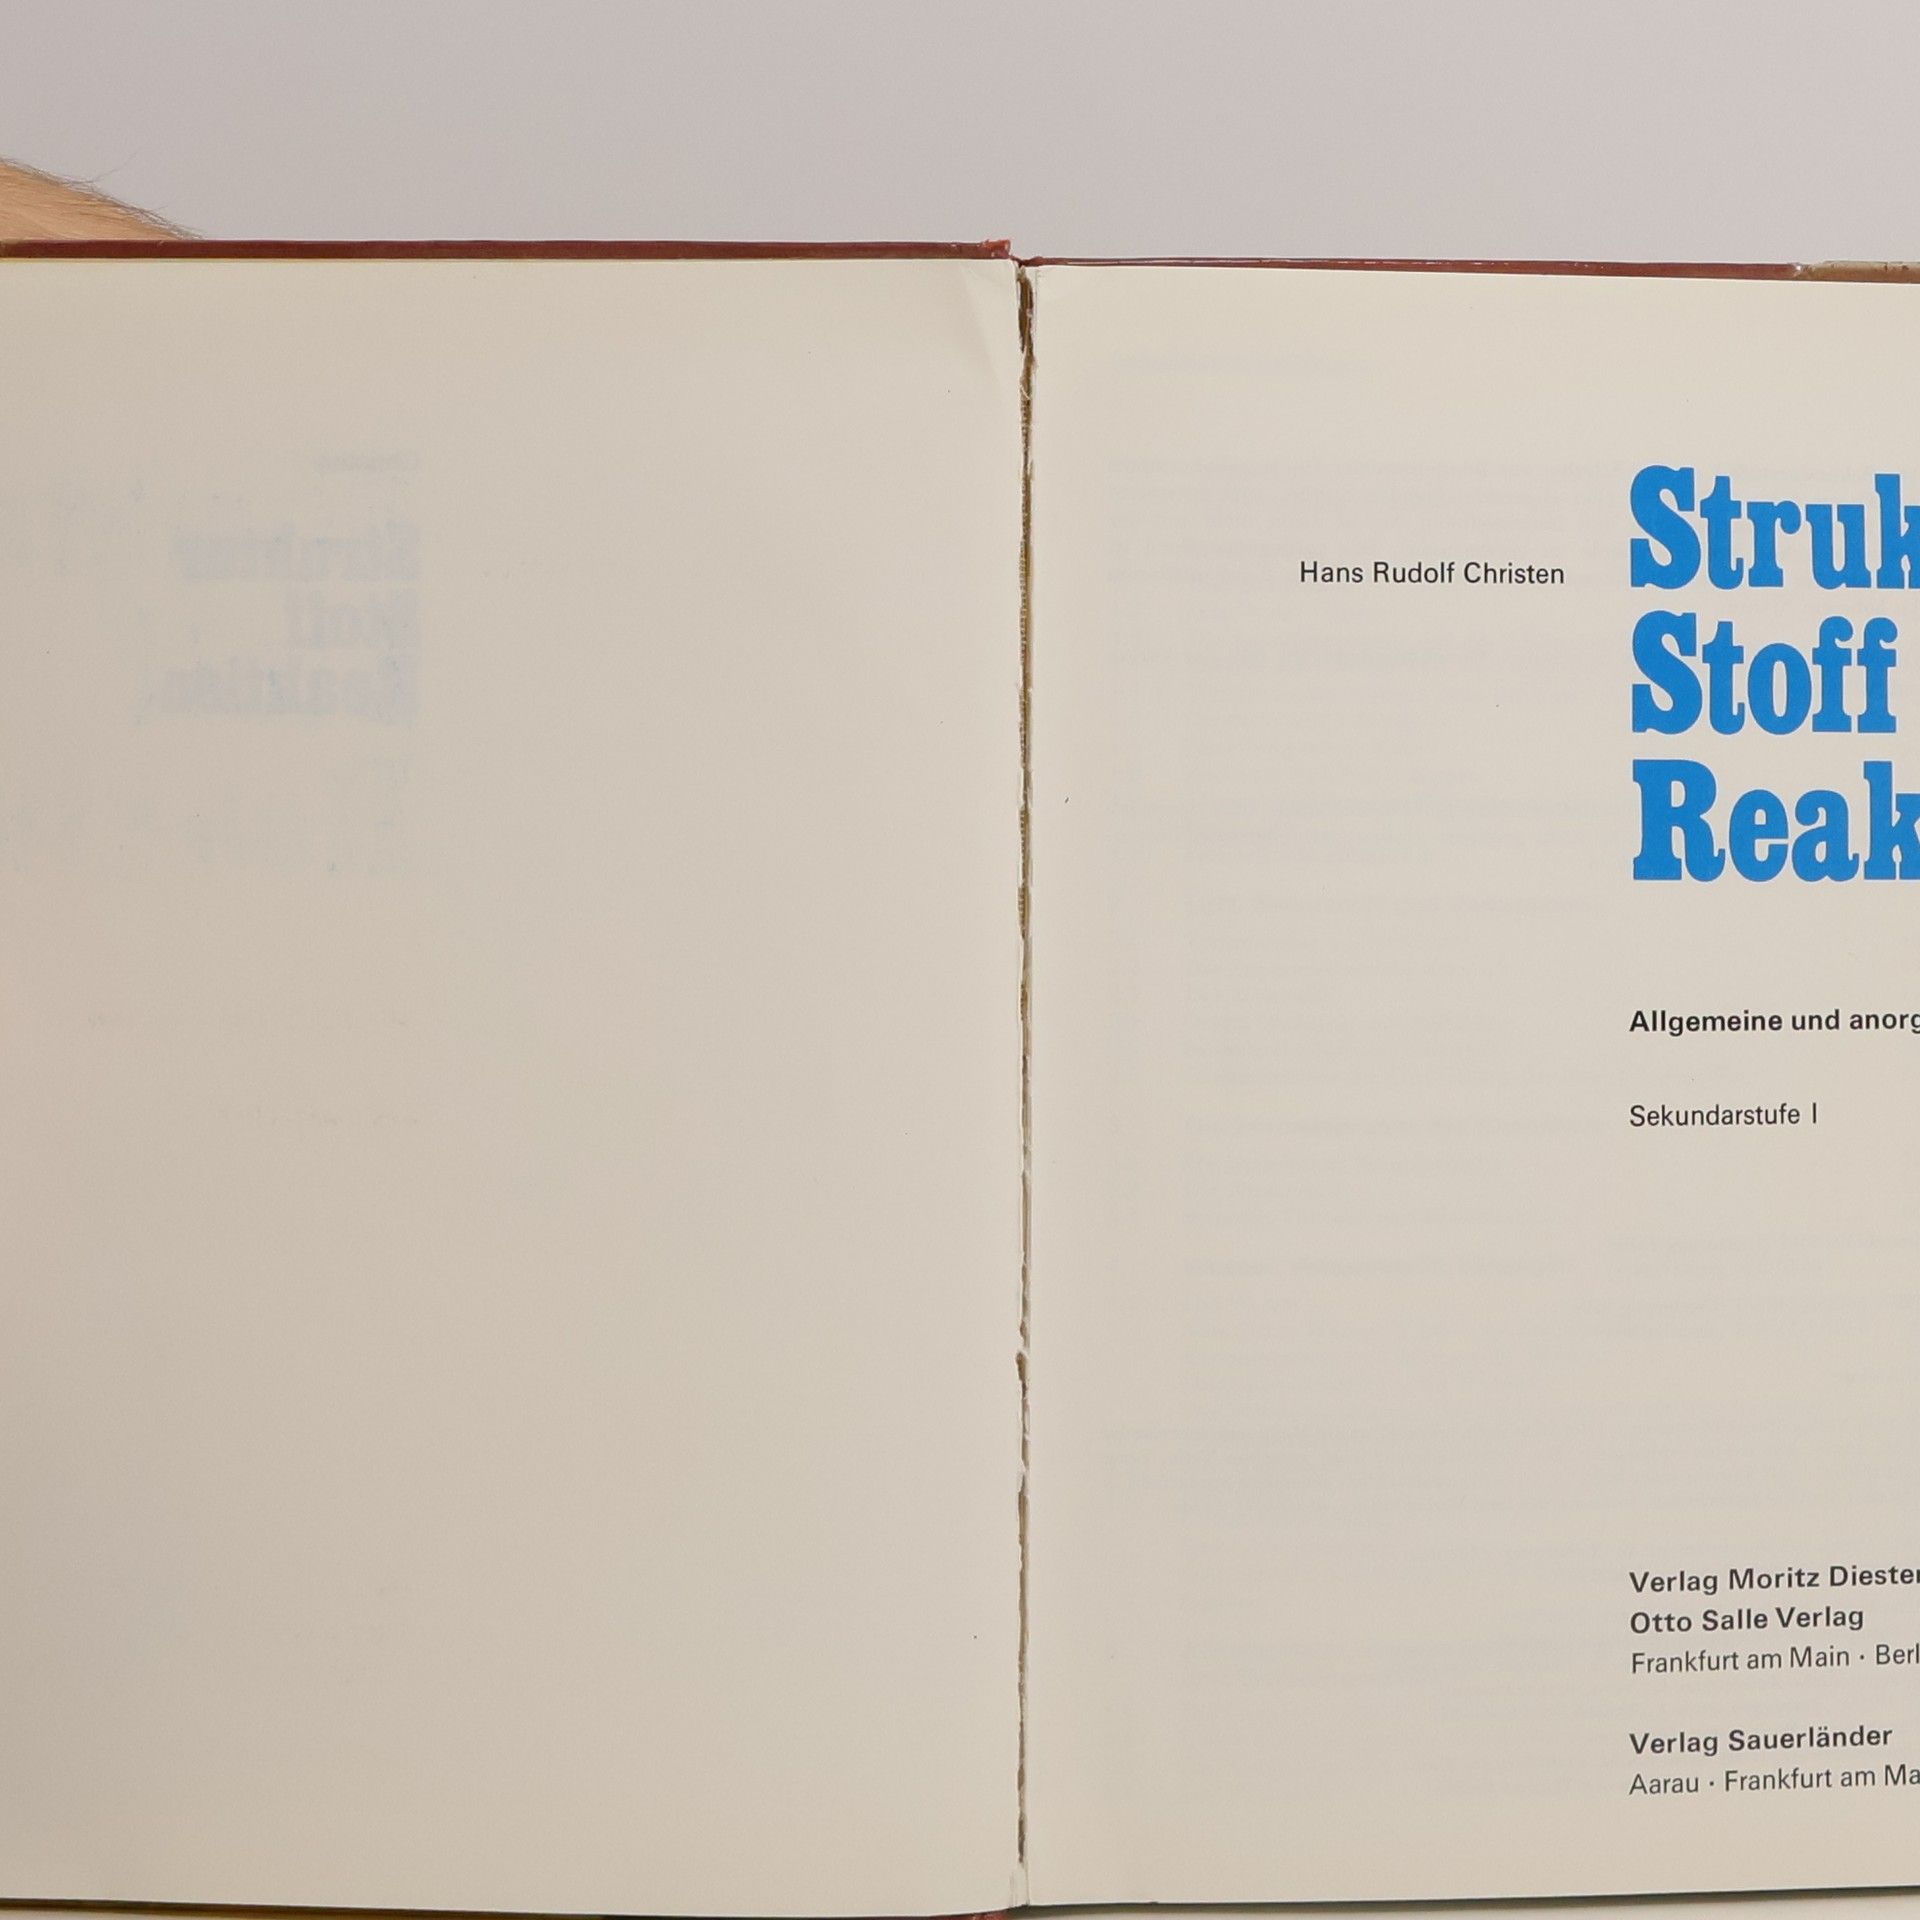 Hans Rudolf Christen
Struk
Stoff
Reak
Allgemeine und anorg
Sekundarstufe I
Verlag Moritz Diester
Otto Salle Verlag
Frankfurt am Main · Berl
Verlag Sauerländer
Aarau · Frankfurt am Ma